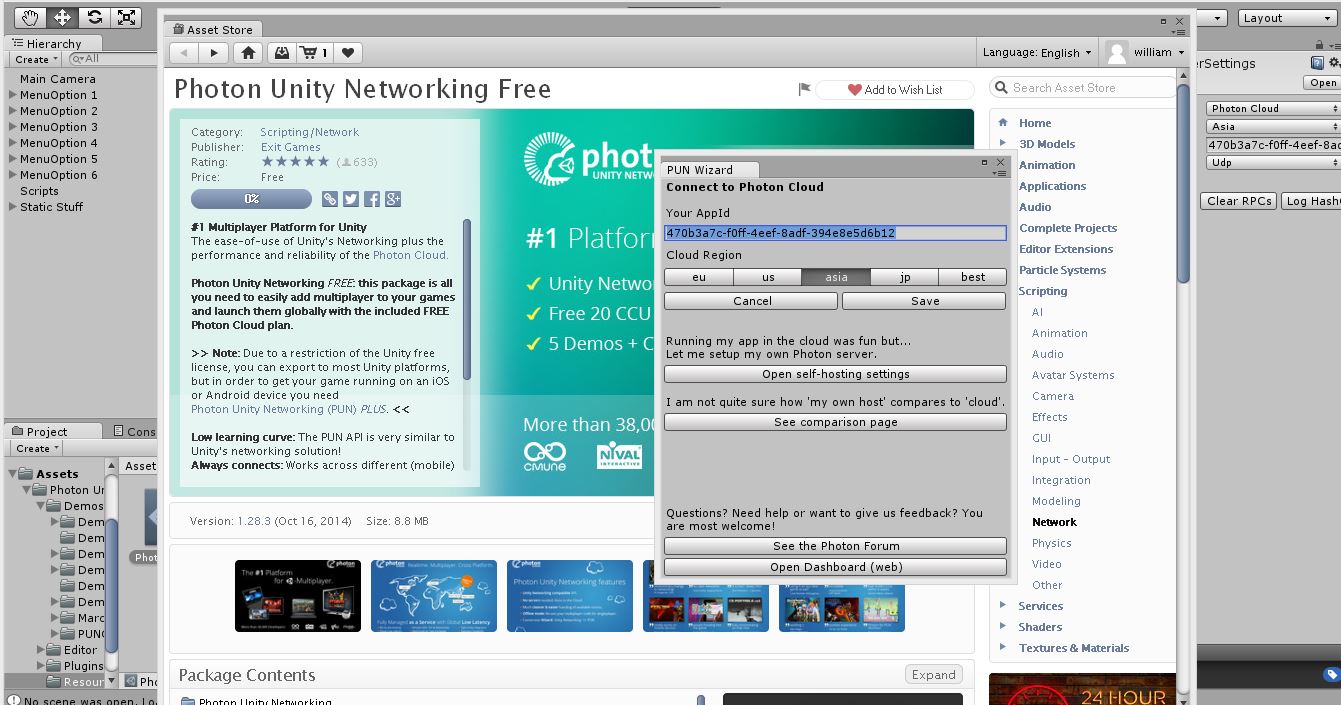 Asset Store
Layout
Hierarchy
Create
All
Main Camera
MenuOption 1
MenuOption 2
MenuOption 3
MenuOption 4
MenuOption 5
MenuOption 6
Scripts
Static Stuff
1
Language: English
william
Photon Unity Networking Free
Add to Wish List
Search Asset Store
Category: Scripting/Network
Publisher: Exit Games
Rating: (633)
Price: Free
0%
#1 Multiplayer Platform for Unity
The ease-of-use of Unity's Networking plus the
performance and reliability of the Photon Cloud.
Photon Unity Networking FREE: this package is all
you need to easily add multiplayer to your games
and launch them globally with the included FREE
Photon Cloud plan.
>> Note: Due to a restriction of the Unity free
license, you can export to most Unity platforms,
but in order to get your game running on an iOS
or Android device you need
Photon Unity Networking (PUN) PLUS. <<
Low learning curve: The PUN API is very similar to
Unity's networking solution!
Always connects: Works across different (mobile)
phot
UNITY NETW
#1 Platfor
Unity Netwo
Free 20 CCU
5 Demos + C
More than 38,00
CMUNE
NIVAL
INTERACTIVE
PUN Wizard
Connect to Photon Cloud
Your AppId
470b3a7c-f0ff-4eef-8adf-394e8e5d6b12
Cloud Region
eu us asia jp best
Cancel Save
Running my app in the cloud was fun but...
Let me setup my own Photon server.
Open self-hosting settings
I am not quite sure how 'my own host' compares to 'cloud'.
See comparison page
Questions? Need help or want to give us feedback? You
are most welcome!
See the Photon Forum
Open Dashboard (web)
Home
3D Models
Animation
Applications
Audio
Complete Projects
Editor Extensions
Particle Systems
Scripting
AI
Animation
Audio
Avatar Systems
Camera
Effects
GUI
Input - Output
Integration
Modeling
Network
Physics
Video
Other
Services
Shaders
Textures & Materials
24 HOUR
rSettings
Open
Photon Cloud
Asia
470b3a7c-f0ff-4eef-8ad
Udp
Clear RPCs Log Hash
Version: 1.28.3 (Oct 16, 2014) Size: 8.8 MB
Package Contents
Expand
Photon Unity Networking
Project
Cons
Create
Assets
Asset
Photon Ur
Demos
Dem
Dem
Dem
Dem
Dem
Dem
Marc
PUNG
Editor
Plugins
Resour
Phot
Pho
No scene was open. Loa